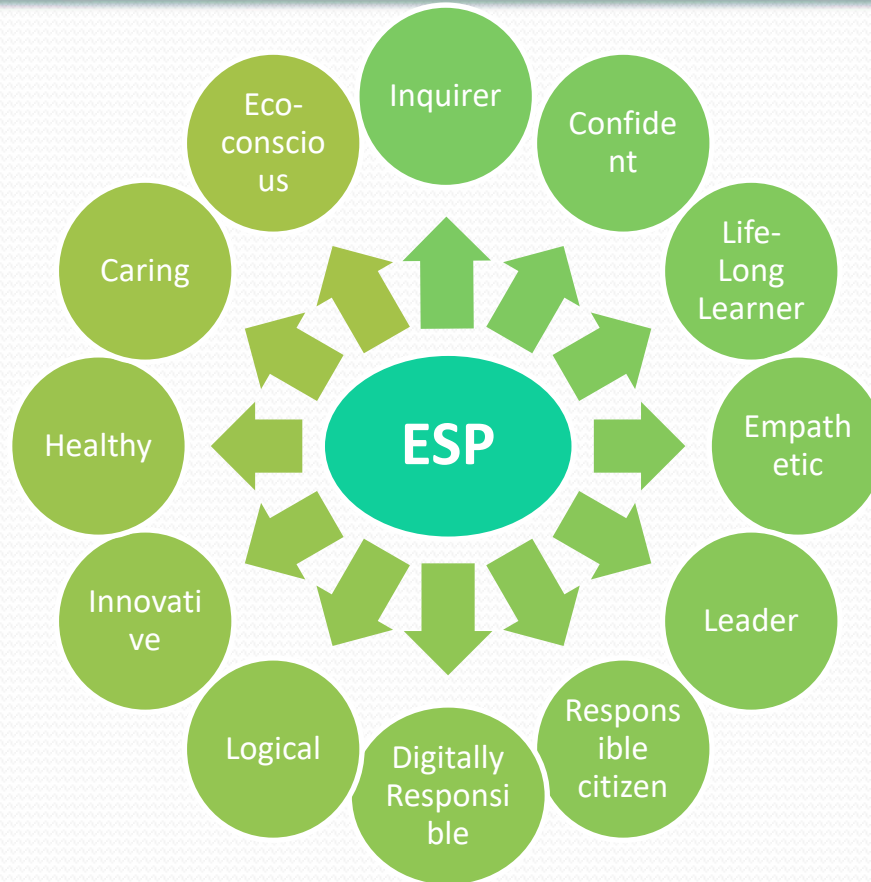 Inquirer
Confide
nt
Life-
Long
Learner
Empath
etic
Leader
Respons
ible
citizen
Digitally
Responsi
ble
Logical
Innovati
ve
Healthy
Caring
Eco-
conscio
us
ESP